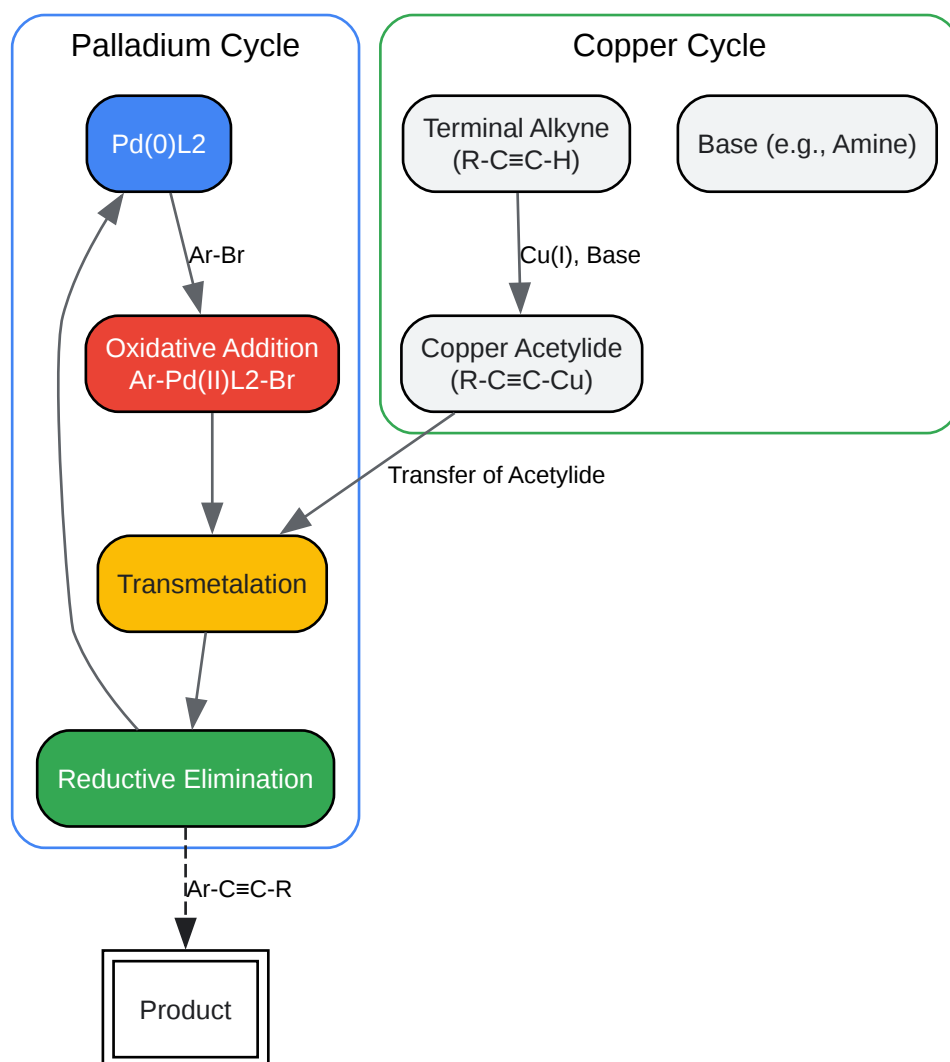 Palladium Cycle
Copper Cycle
Pd(0)L2
Terminal Alkyne
(R-C≡C-H)
Base (e.g., Amine)
Ar-Br
Cu(I), Base
Oxidative Addition
Ar-Pd(II)L2-Br
Copper Acetylide
(R-C≡C-Cu)
Transfer of Acetylide
Transmetalation
Reductive Elimination
Ar-C≡C-R
Product